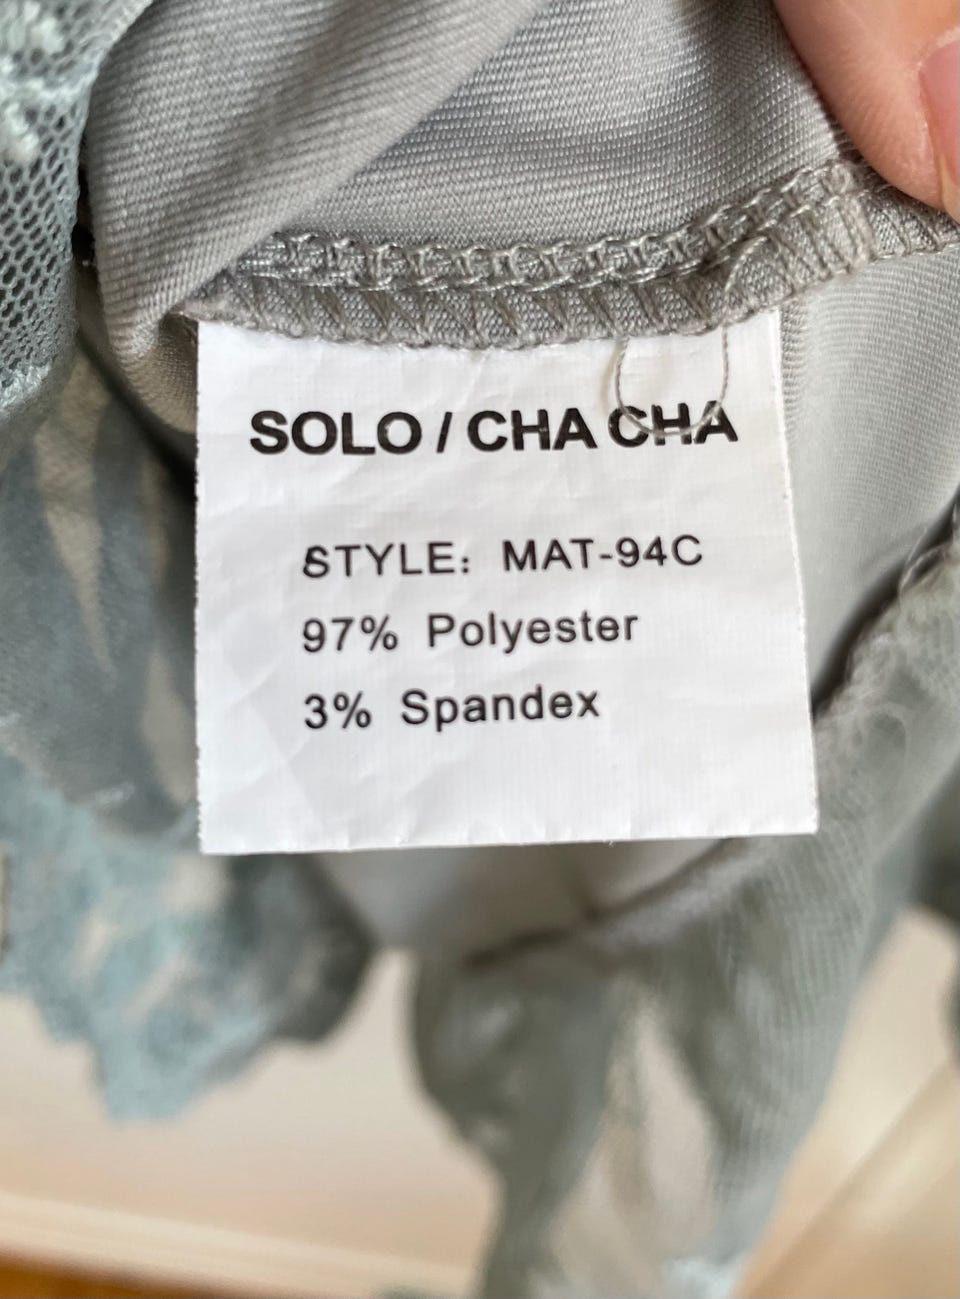 SOLO / CHA CHA
STYLE: MAT-94C
97% Polyester
3% Spandex